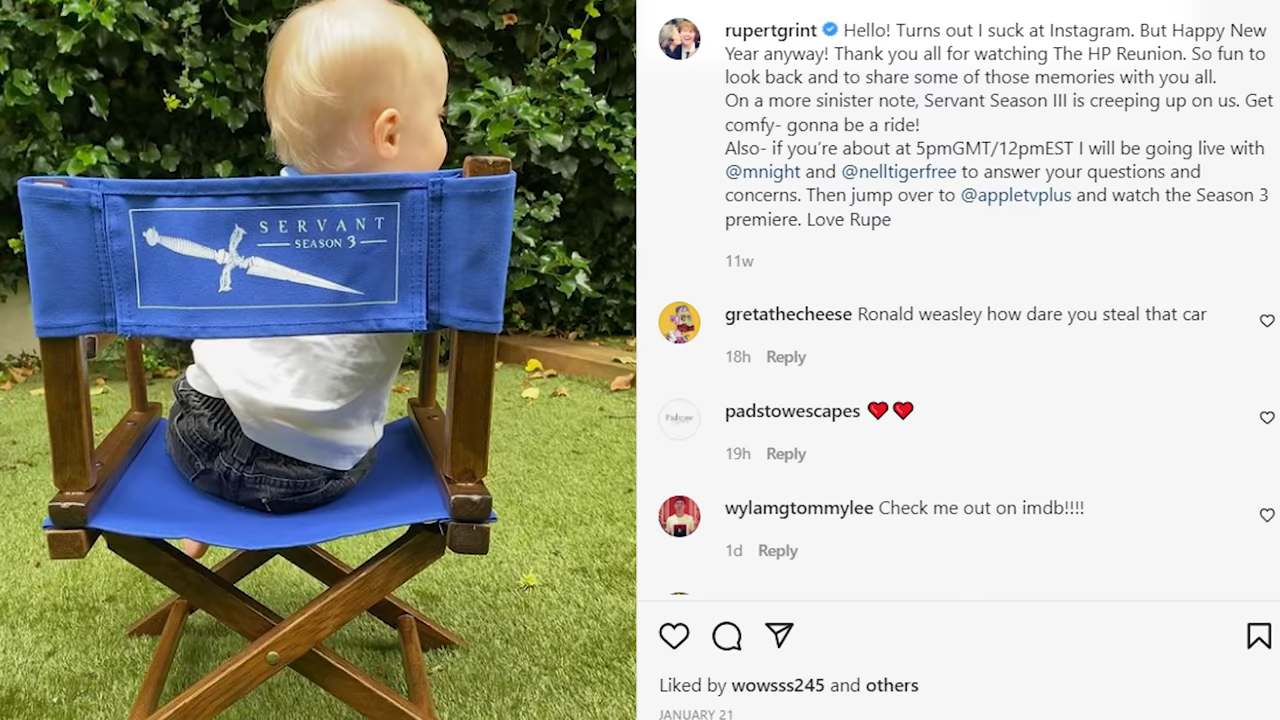 SERVANT
SEASON 3
rupertgrint Hello! Turns out I suck at Instagram. But Happy New
Year anyway! Thank you all for watching The HP Reunion. So fun to
look back and to share some of those memories with you all.
On a more sinister note, Servant Season III is creeping up on us. Get
comfy- gonna be a ride!
Also- if you're about at 5pmGMT/12pmEST I will be going live with
@mnight and @nelltigerfree to answer your questions and
concerns. Then jump over to @appletvplus and watch the Season 3
premiere. Love Rupe
11w
gretathecheese Ronald weasley how dare you steal that car
18h Reply
padstowescapes ❤️❤️
19h Reply
wylamgtommylee Check me out on imdb!!!!
1d Reply
Liked by wowsss245 and others
JANUARY 21